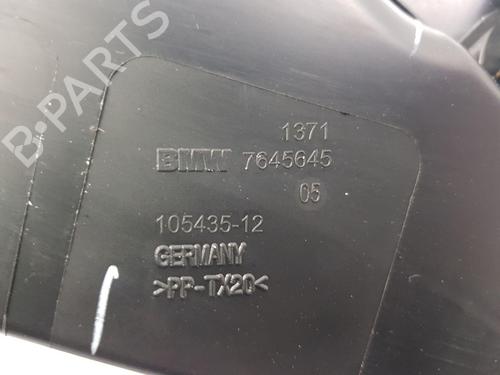 B-PARTS
1371
BMW 7645645
05
105435-12
GERMANY
>PP-TX20<